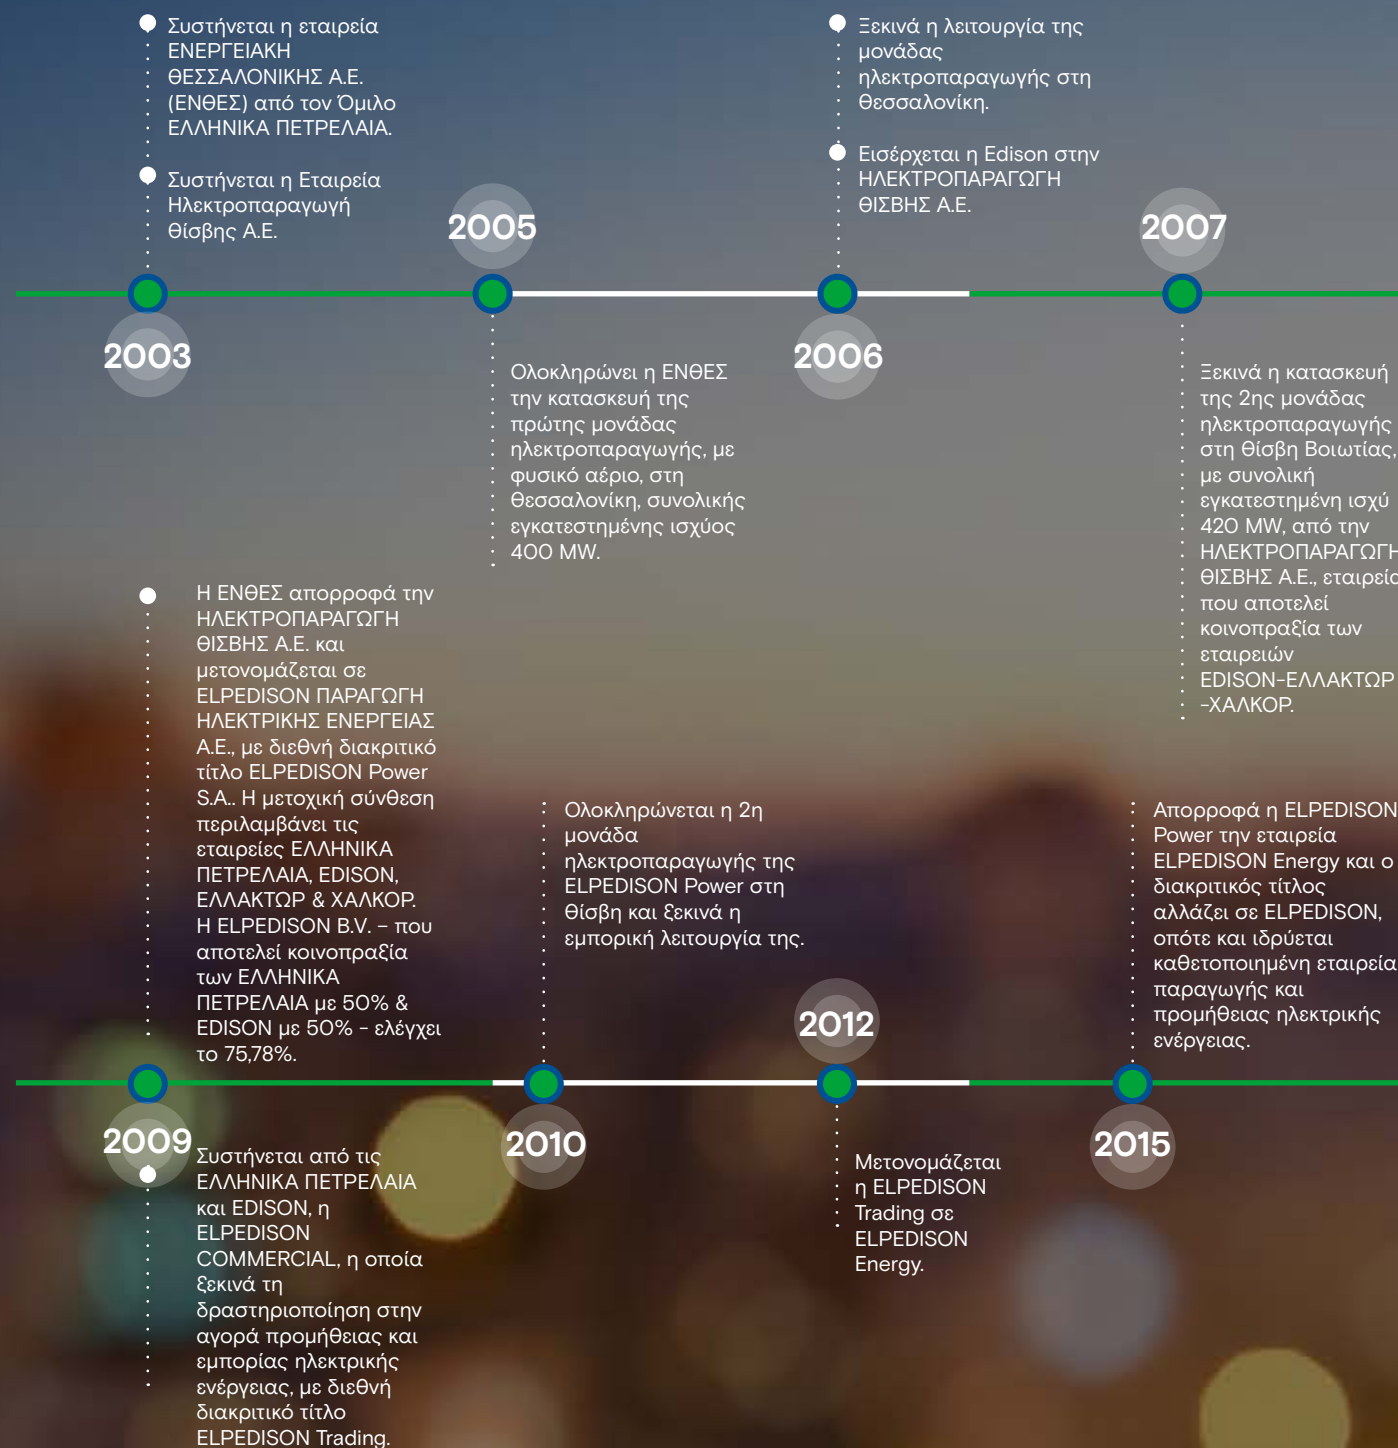 Συστήνεται η εταιρεία
ΕΝΕΡΓΕΙΑΚΗ
ΘΕΣΣΑΛΟΝΙΚΗΣ Α.Ε.
(ΕΝΘΕΣ) από τον Όμιλο
ΕΛΛΗΝΙΚΑ ΠΕΤΡΕΛΑΙΑ.
Συστήνεται η Εταιρεία
Ηλεκτροπαραγωγή
Θίσβης Α.Ε.
2003
2005
Ολοκληρώνει η ΕΝΘΕΣ
την κατασκευή της
πρώτης μονάδας
ηλεκτροπαραγωγής, με
φυσικό αέριο, στη
Θεσσαλονίκη, συνολικής
εγκατεστημένης ισχύος
400 MW.
Ξεκινά η λειτουργία της
μονάδας
ηλεκτροπαραγωγής στη
Θεσσαλονίκη.
Εισέρχεται η Edison στην
ΗΛΕΚΤΡΟΠΑΡΑΓΩΓΗ
ΘΙΣΒΗΣ Α.Ε.
2006
2007
Ξεκινά η κατασκευή
της 2ης μονάδας
ηλεκτροπαραγωγής
στη Θίσβη Βοιωτίας,
με συνολική
εγκατεστημένη ισχύ
420 MW, από την
ΗΛΕΚΤΡΟΠΑΡΑΓΩΓΗ
ΘΙΣΒΗΣ Α.Ε., εταιρεία
που αποτελεί
κοινοπραξία των
εταιρειών
EDISON-ΕΛΛΑΚΤΩΡ
-ΧΑΛΚΟΡ.
Η ΕΝΘΕΣ απορροφά την
ΗΛΕΚΤΡΟΠΑΡΑΓΩΓΗ
ΘΙΣΒΗΣ Α.Ε. και
μετονομάζεται σε
ELPEDISON ΠΑΡΑΓΩΓΗ
ΗΛΕΚΤΡΙΚΗΣ ΕΝΕΡΓΕΙΑΣ
Α.Ε., με διεθνή διακριτικό
τίτλο ELPEDISON Power
S.A.. Η μετοχική σύνθεση
περιλαμβάνει τις
εταιρείες ΕΛΛΗΝΙΚΑ
ΠΕΤΡΕΛΑΙΑ, EDISON,
ΕΛΛΑΚΤΩΡ & ΧΑΛΚΟΡ.
Η ELPEDISON B.V. – που
αποτελεί κοινοπραξία
των ΕΛΛΗΝΙΚΑ
ΠΕΤΡΕΛΑΙΑ με 50% &
EDISON με 50% - ελέγχει
το 75,78%.
2009
Συστήνεται από τις
ΕΛΛΗΝΙΚΑ ΠΕΤΡΕΛΑΙΑ
και EDISON, η
ELPEDISON
COMMERCIAL, η οποία
ξεκινά τη
δραστηριοποίηση στην
αγορά προμήθειας και
εμπορίας ηλεκτρικής
ενέργειας, με διεθνή
διακριτικό τίτλο
ELPEDISON Trading.
Ολοκληρώνεται η 2η
μονάδα
ηλεκτροπαραγωγής της
ELPEDISON Power στη
Θίσβη και ξεκινά η
εμπορική λειτουργία της.
2010
2012
Μετονομάζεται
η ELPEDISON
Trading σε
ELPEDISON
Energy.
Απορροφά η ELPEDISON
Power την εταιρεία
ELPEDISON Energy και ο
διακριτικός τίτλος
αλλάζει σε ELPEDISON,
οπότε και ιδρύεται
καθετοποιημένη εταιρεία
παραγωγής και
προμήθειας ηλεκτρικής
ενέργειας.
2015